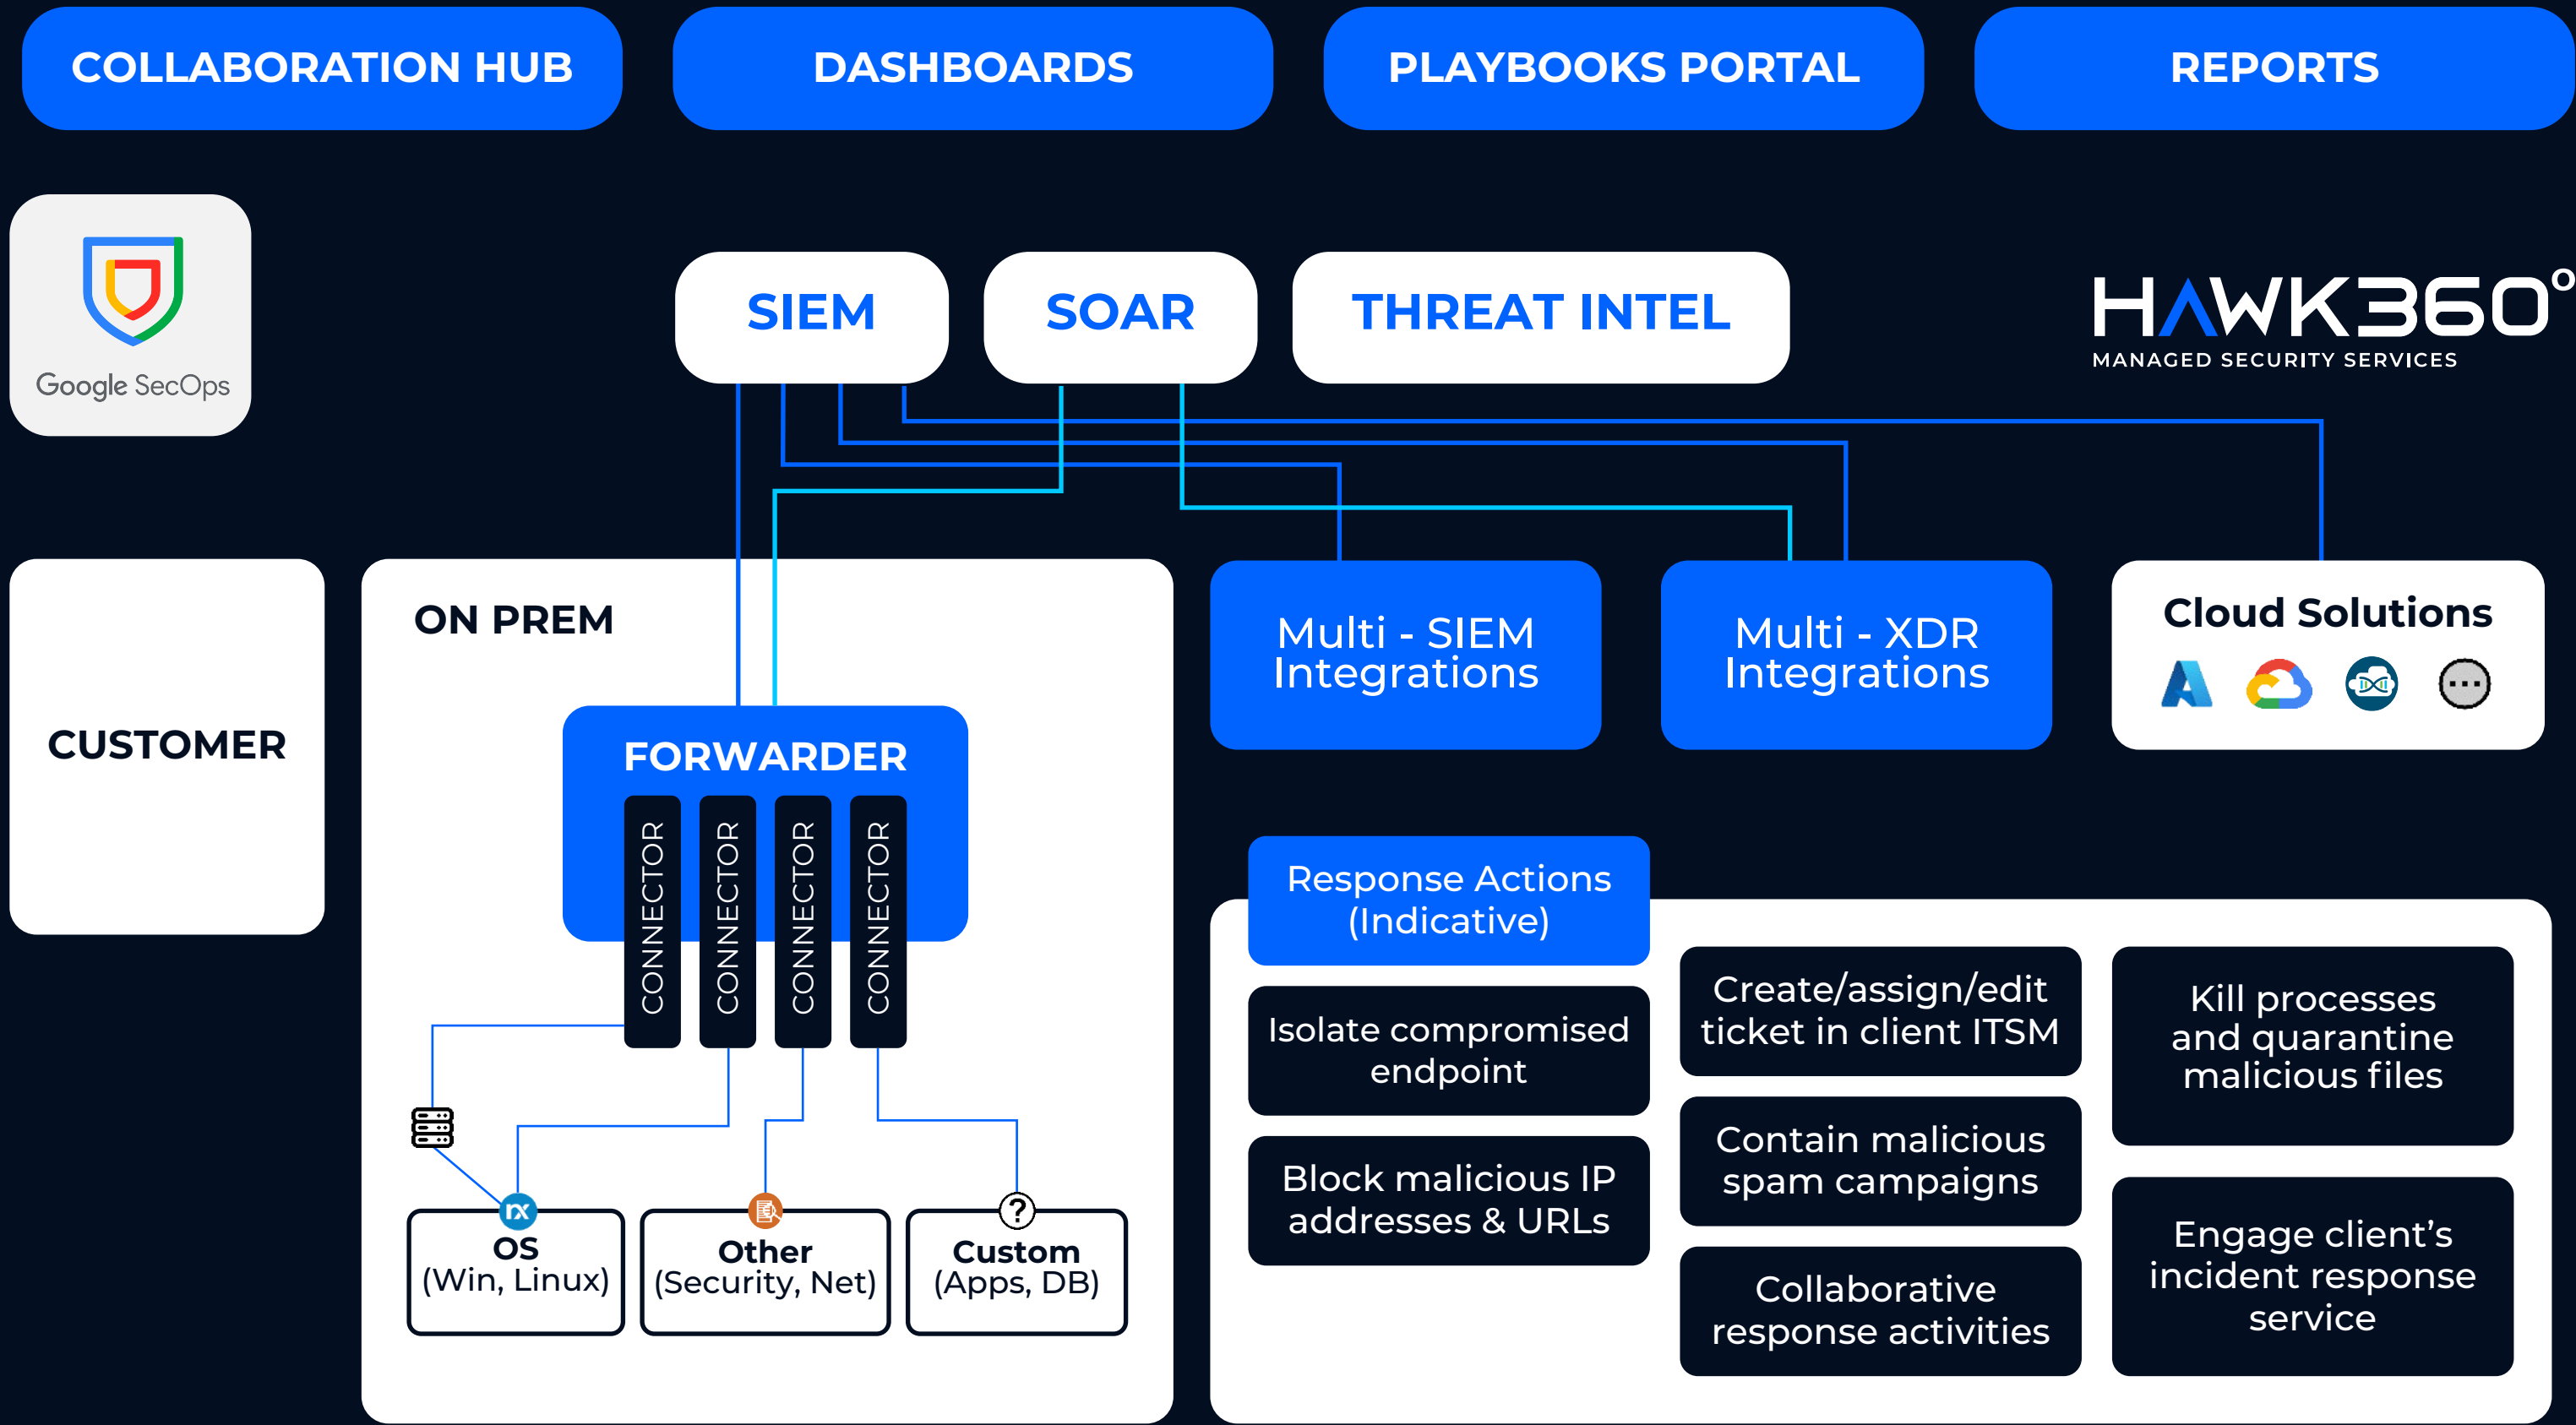 COLLABORATION HUB
DASHBOARDS
PLAYBOOKS PORTAL
REPORTS
Google SecOps
SIEM
SOAR
THREAT INTEL
HAWK360°
MANAGED SECURITY SERVICES
CUSTOMER
ON PREM
FORWARDER
CONNECTOR
CONNECTOR
CONNECTOR
CONNECTOR
OS
(Win, Linux)
Other
(Security, Net)
Custom
(Apps, DB)
rx
?
Multi - SIEM
Integrations
Multi - XDR
Integrations
Cloud Solutions
Response Actions
(Indicative)
Isolate compromised
endpoint
Block malicious IP
addresses & URLs
Create/assign/edit
ticket in client ITSM
Contain malicious
spam campaigns
Collaborative
response activities
Kill processes
and quarantine
malicious files
Engage client’s
incident response
service